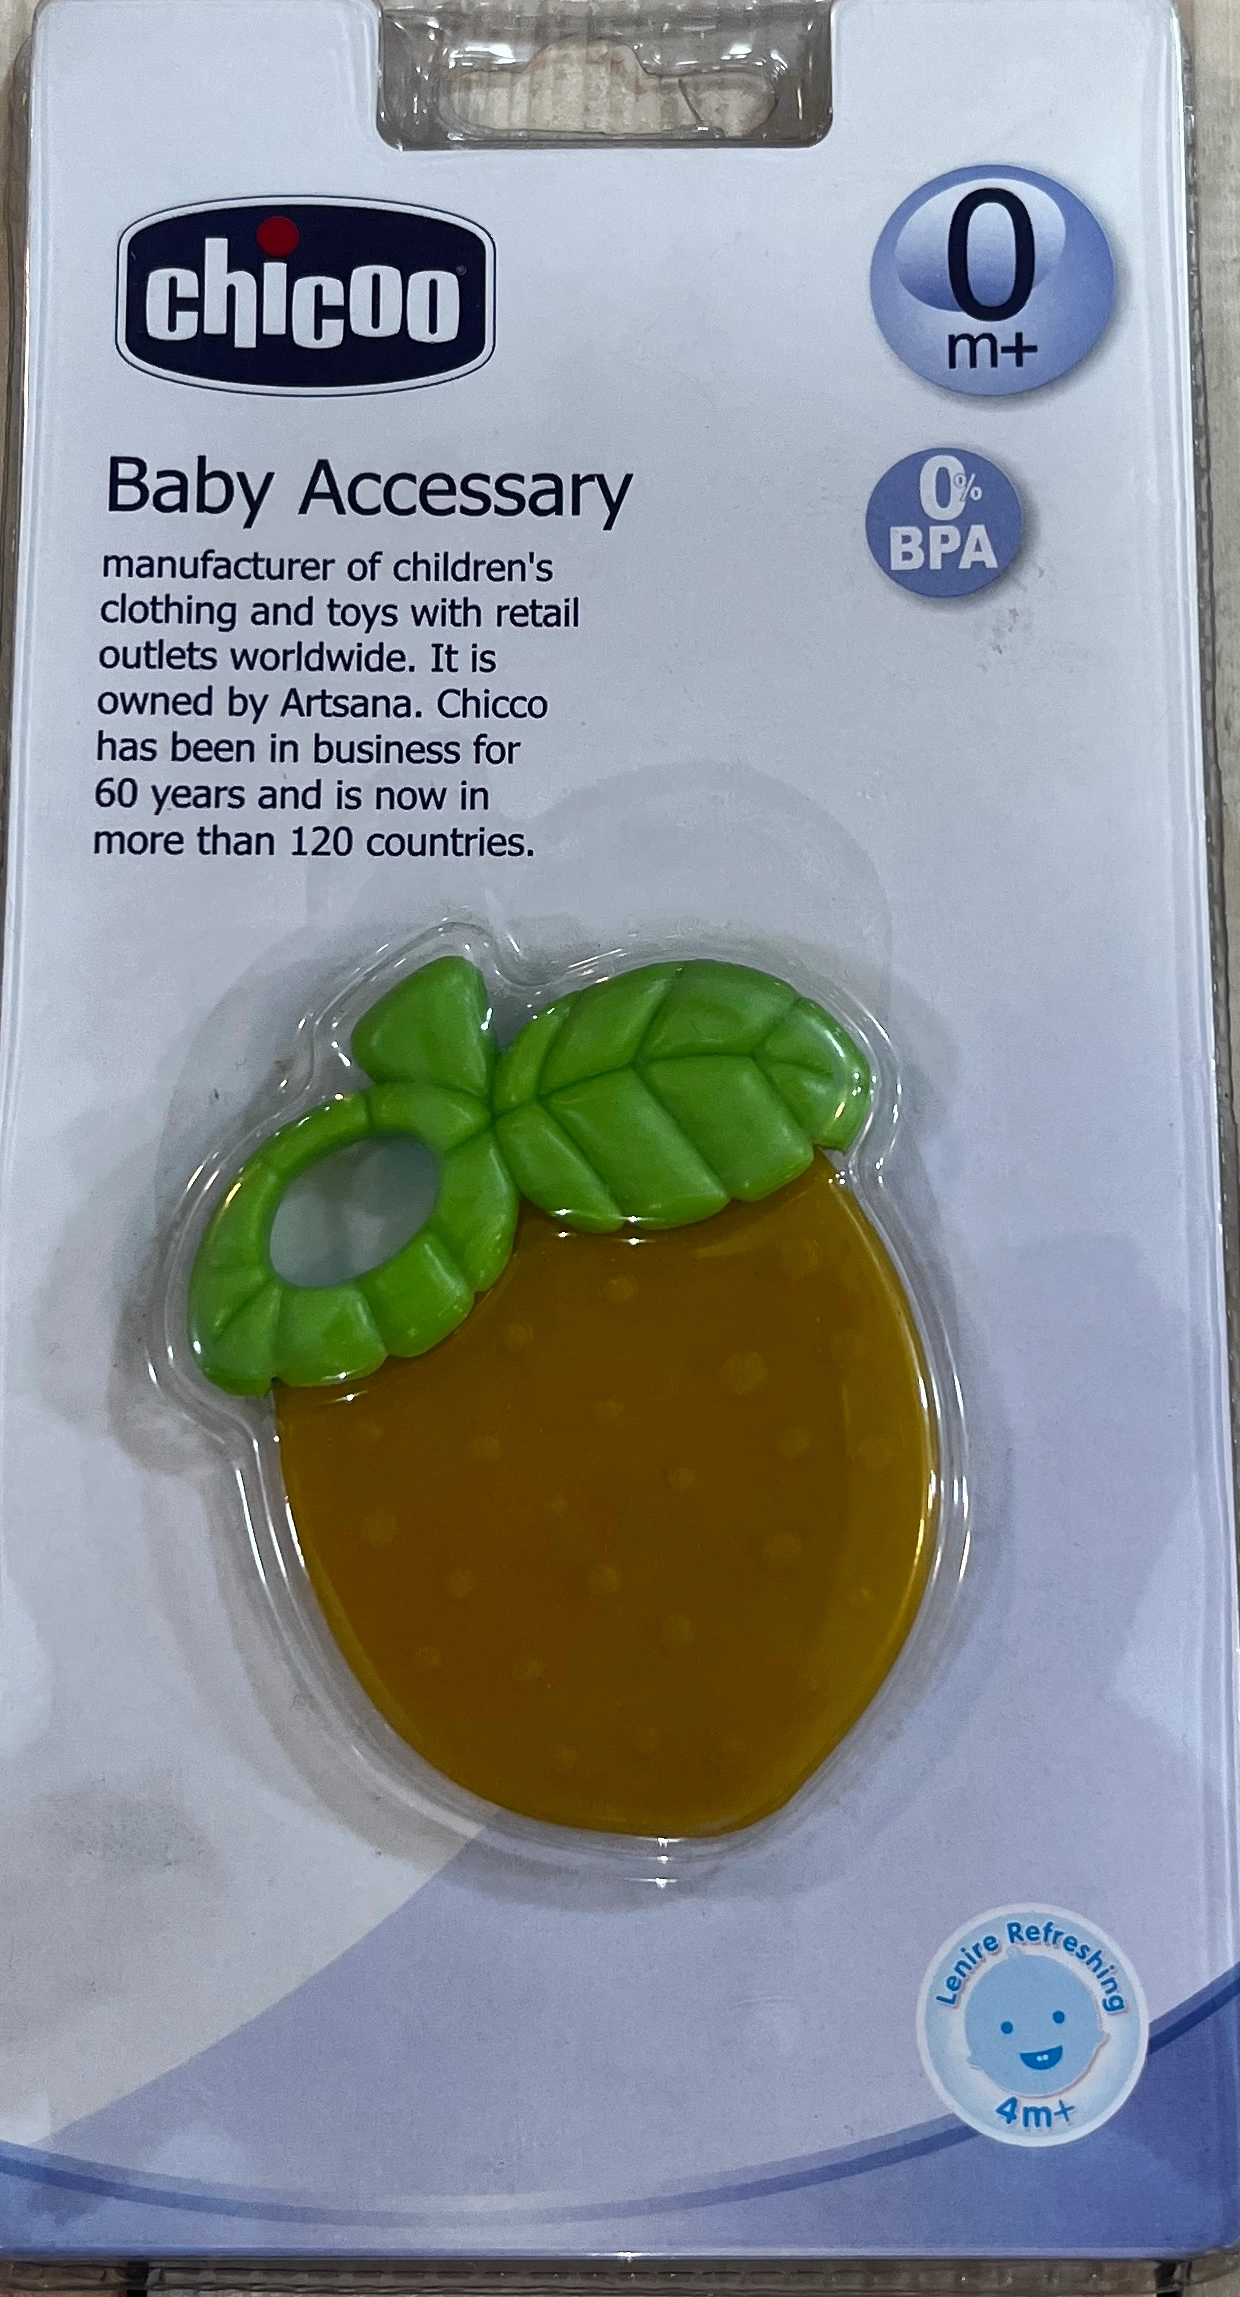 chicoo
0
m+
0%
BPA
Baby Accessary
manufacturer of children's
clothing and toys with retail
outlets worldwide. It is
owned by Artsana. Chicco
has been in business for
60 years and is now in
more than 120 countries.
Lenire Refreshing
4m+